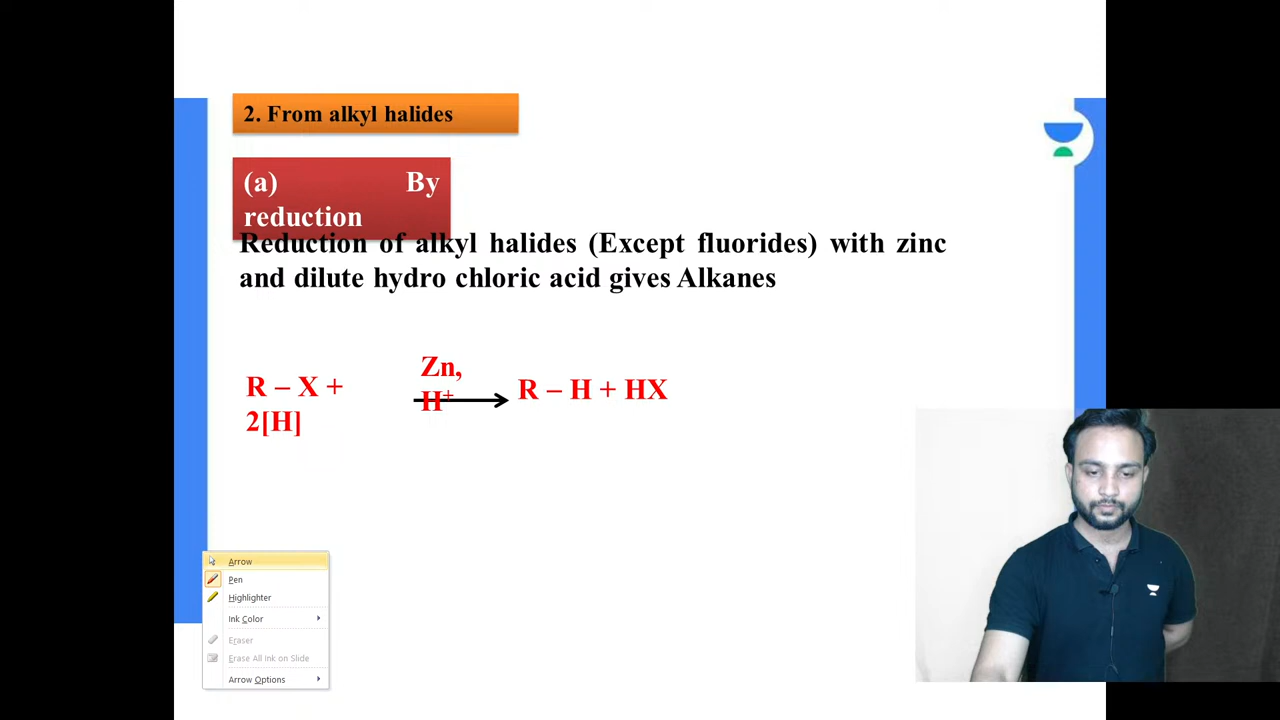 2. From alkyl halides
(a) By
reduction
Reduction of alkyl halides (Except fluorides) with zinc
and dilute hydro chloric acid gives Alkanes
R – X +
2[H]
Zn,
H⁺
R – H + HX
Arrow
Pen
Highlighter
Ink Color
Eraser
Erase All Ink on Slide
Arrow Options